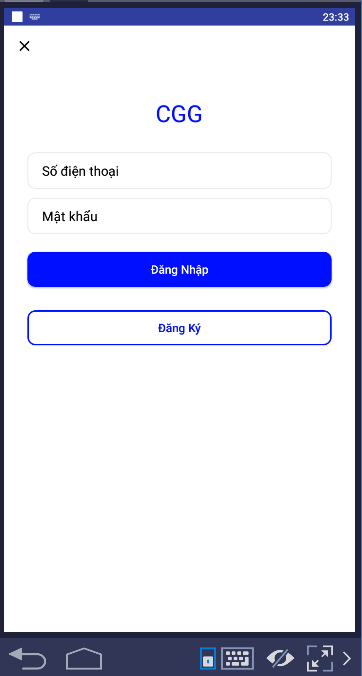 23:33
CGG
Số điện thoại
Mật khẩu
Đăng Nhập
Đăng Ký